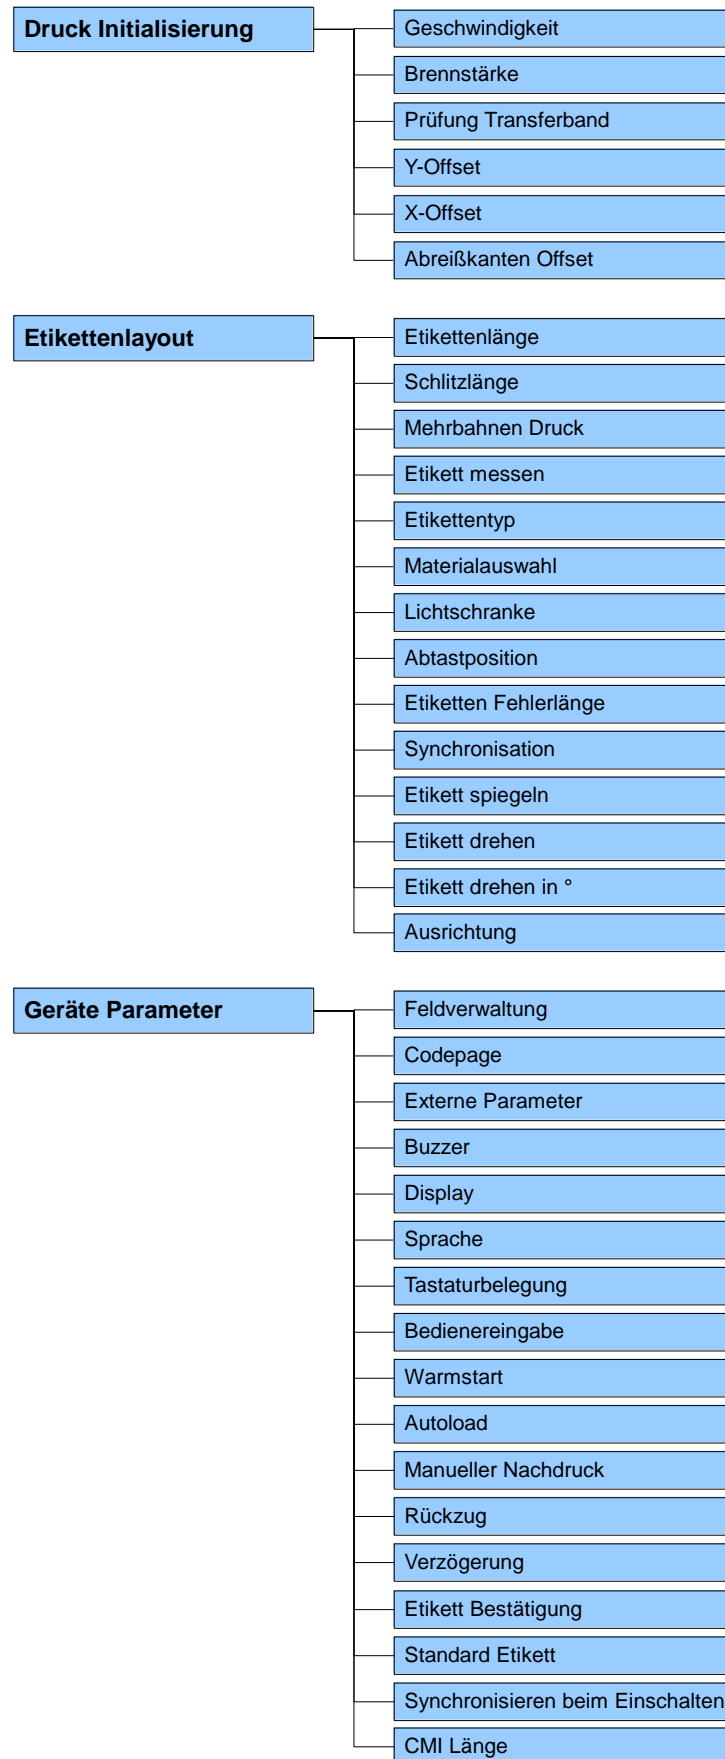 Druck Initialisierung
Geschwindigkeit
Brennstärke
Prüfung Transferband
Y-Offset
X-Offset
Abreißkanten Offset
Etikettenlayout
Etikettenlänge
Schlitzlänge
Mehrbahnen Druck
Etikett messen
Etikettentyp
Materialauswahl
Lichtschranke
Abtastposition
Etiketten Fehlerlänge
Synchronisation
Etikett spiegeln
Etikett drehen
Etikett drehen in °
Ausrichtung
Geräte Parameter
Feldverwaltung
Codepage
Externe Parameter
Buzzer
Display
Sprache
Tastaturbelegung
Bedienereingabe
Warmstart
Autoload
Manueller Nachdruck
Rückzug
Verzögerung
Etikett Bestätigung
Standard Etikett
Synchronisieren beim Einschalten
CMI Länge